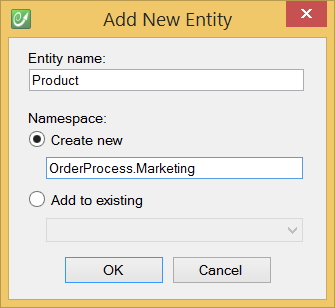 Add New Entity
Entity name:
Product
Namespace:
Create new
OrderProcess.Marketing
Add to existing
OK Cancel